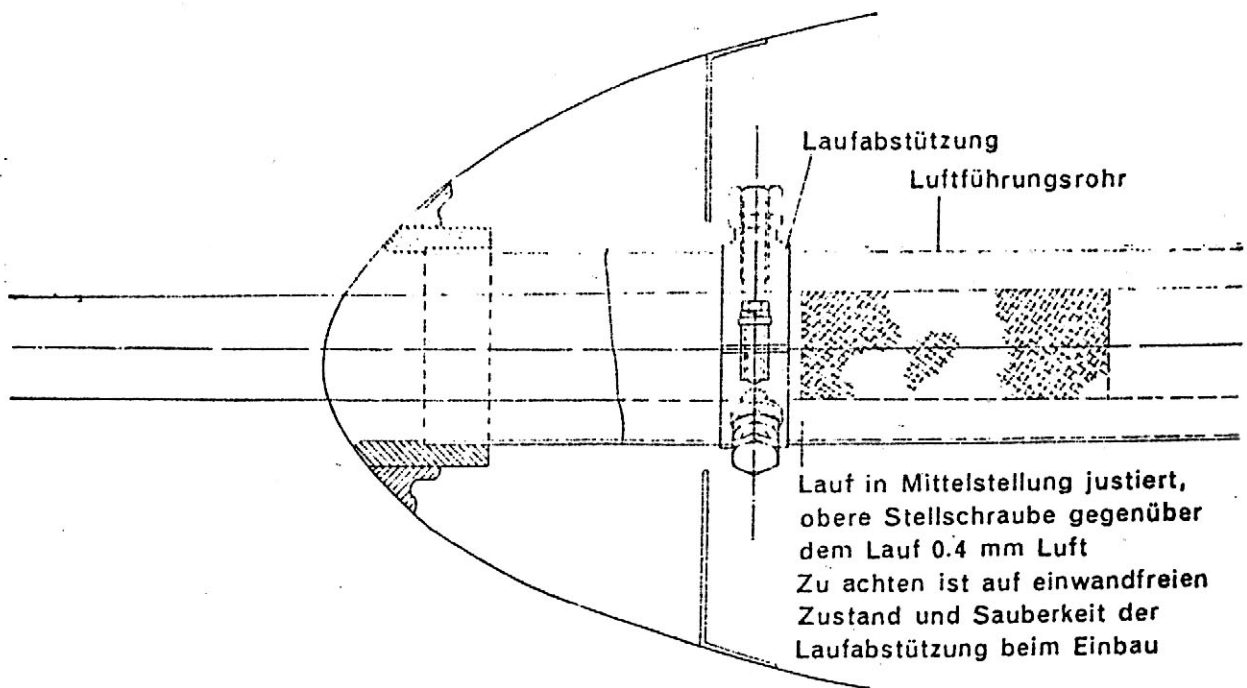 Laufabstützung
Luftführungsrohr
Lauf in Mittelstellung justiert,
obere Stellschraube gegenüber
dem Lauf 0.4 mm Luft
Zu achten ist auf einwandfreien
Zustand und Sauberkeit der
Laufabstützung beim Einbau